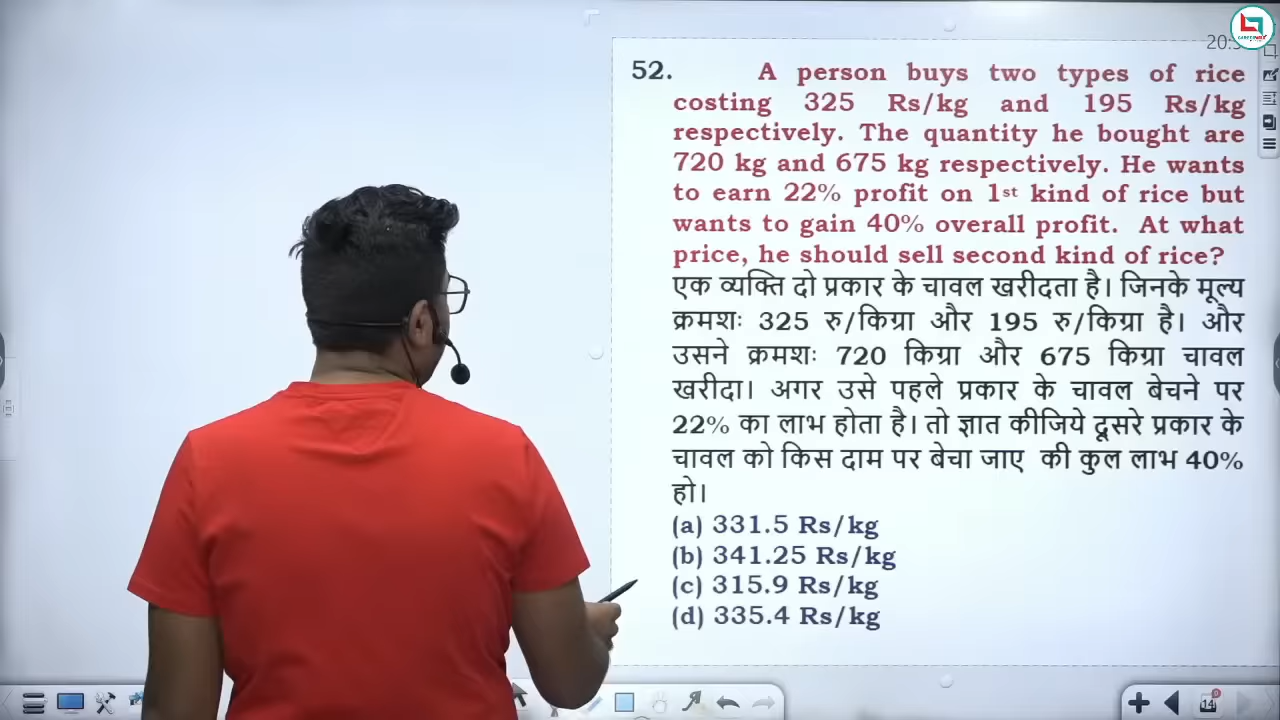 52. A person buys two types of rice
costing 325 Rs/kg and 195 Rs/kg
respectively. The quantity he bought are
720 kg and 675 kg respectively. He wants
to earn 22% profit on 1st kind of rice but
wants to gain 40% overall profit. At what
price, he should sell second kind of rice?
एक व्यक्ति दो प्रकार के चावल खरीदता है। जिनके मूल्य
क्रमशः 325 रु/किग्रा और 195 रु/किग्रा है। और
उसने क्रमशः 720 किग्रा और 675 किग्रा चावल
खरीदा। अगर उसे पहले प्रकार के चावल बेचने पर
22% का लाभ होता है। तो ज्ञात कीजिये दूसरे प्रकार के
चावल को किस दाम पर बेचा जाए की कुल लाभ 40%
हो।
(a) 331.5 Rs/kg
(b) 341.25 Rs/kg
(c) 315.9 Rs/kg
(d) 335.4 Rs/kg
14